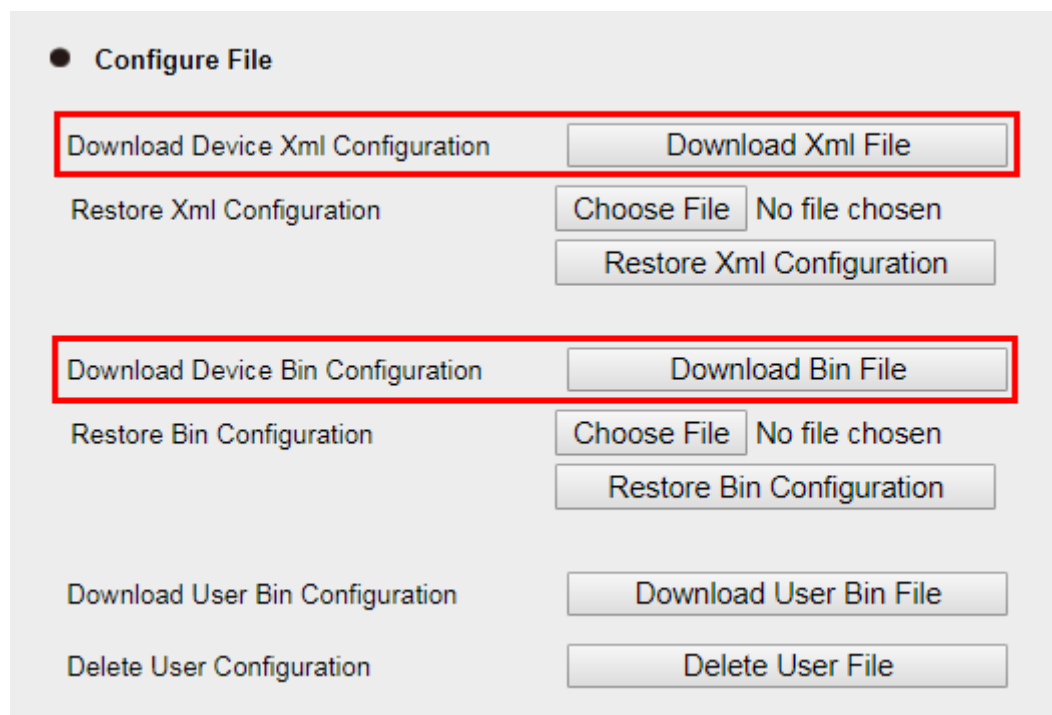 Configure File
Download Device Xml Configuration Download Xml File
Restore Xml Configuration Choose File No file chosen
Restore Xml Configuration
Download Device Bin Configuration Download Bin File
Restore Bin Configuration Choose File No file chosen
Restore Bin Configuration
Download User Bin Configuration Download User Bin File
Delete User Configuration Delete User File